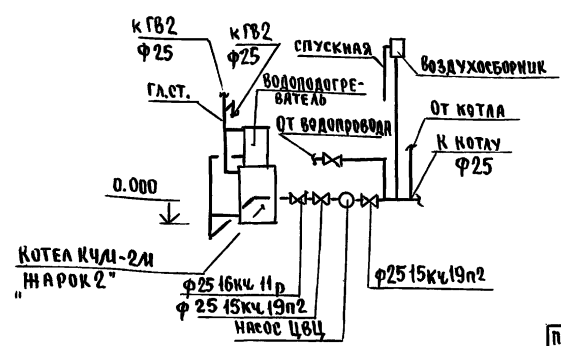 к ГВ2
ф25
к ГВ2
ф25
ГЛ.СТ.
ВОДОПОДОГРЕ-
ВАТЕЛЬ
СПУСКНАЯ
ВОЗДУХОСБОРНИК
ОТ ВОДОПРОВОДА
ОТ КОТЛА
К КОТЛУ
ф25
0.000
КОТЕЛ КЧМ-2М
"ЖАРОК 2"
ф25 16кч 11р
ф 25 15кч 19п2
НАСОС ЦВЦ
ф25 15кч 19п2
П